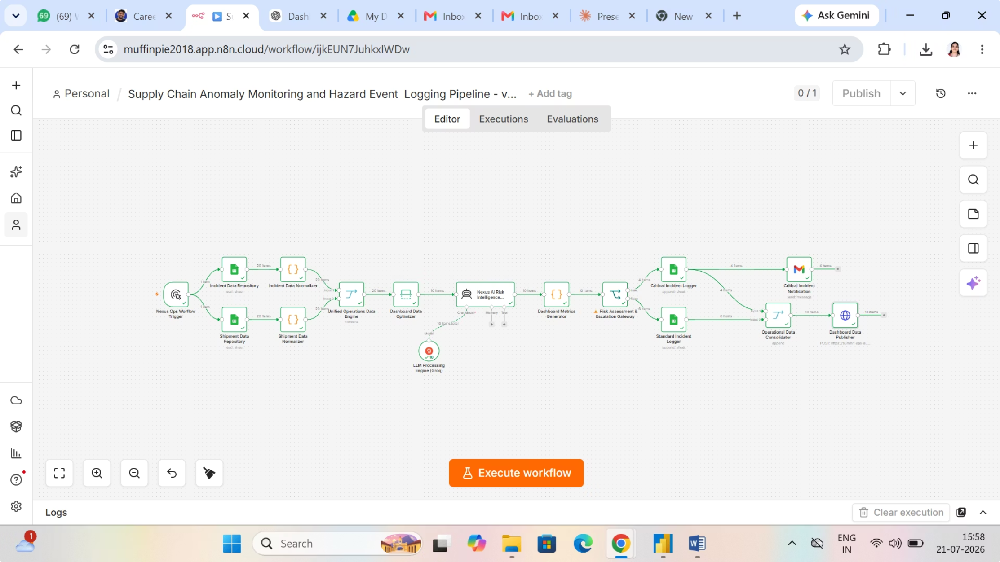 69
(69) \
Caree
Su
Dashl
My D
Inbox
Inbox
Prese
New
Ask Gemini
muffinpie2018.app.n8n.cloud/workflow/ijkEUN7JuhkxIWDw
Personal / Supply Chain Anomaly Monitoring and Hazard Event Logging Pipeline - v...
+ Add tag
0 / 1
Publish
Editor
Executions
Evaluations
Nexus Ops Worflow
Trigger
1 item
1 item
Incident Data Repository
read: sheet
20 items
Incident Data Normalizer
20 items
Shipment Data
Repository
read: sheet
20 items
Shipment Data
Normalizer
20 items
Input 1
Input 2
Unified Operations Data
Engine
combine
20 items
Dashboard Data
Optimizer
10 items
Nexus AI Risk
Intelligence...
Chat Model*
Memory
Tool
10 items total
Model
10
LLM Processing
Engine (Groq)
10 items
Dashboard Metrics
Generator
10 items
Risk Assessment &
Escalation Gateway
true
false
4 items
6 items
Critical Incident Logger
append: sheet
4 items
4 items
Standard Incident
Logger
append: sheet
6 items
Critical Incident
Notification
send: message
4 items
Input 1
Input 2
Operational Data
Consolidator
append
10 items
Dashboard Data
Publisher
POST: https://summit-ops-ai....
10 items
Execute workflow
Logs
Clear execution
1
Search
ENG
IN
15:58
21-07-2026